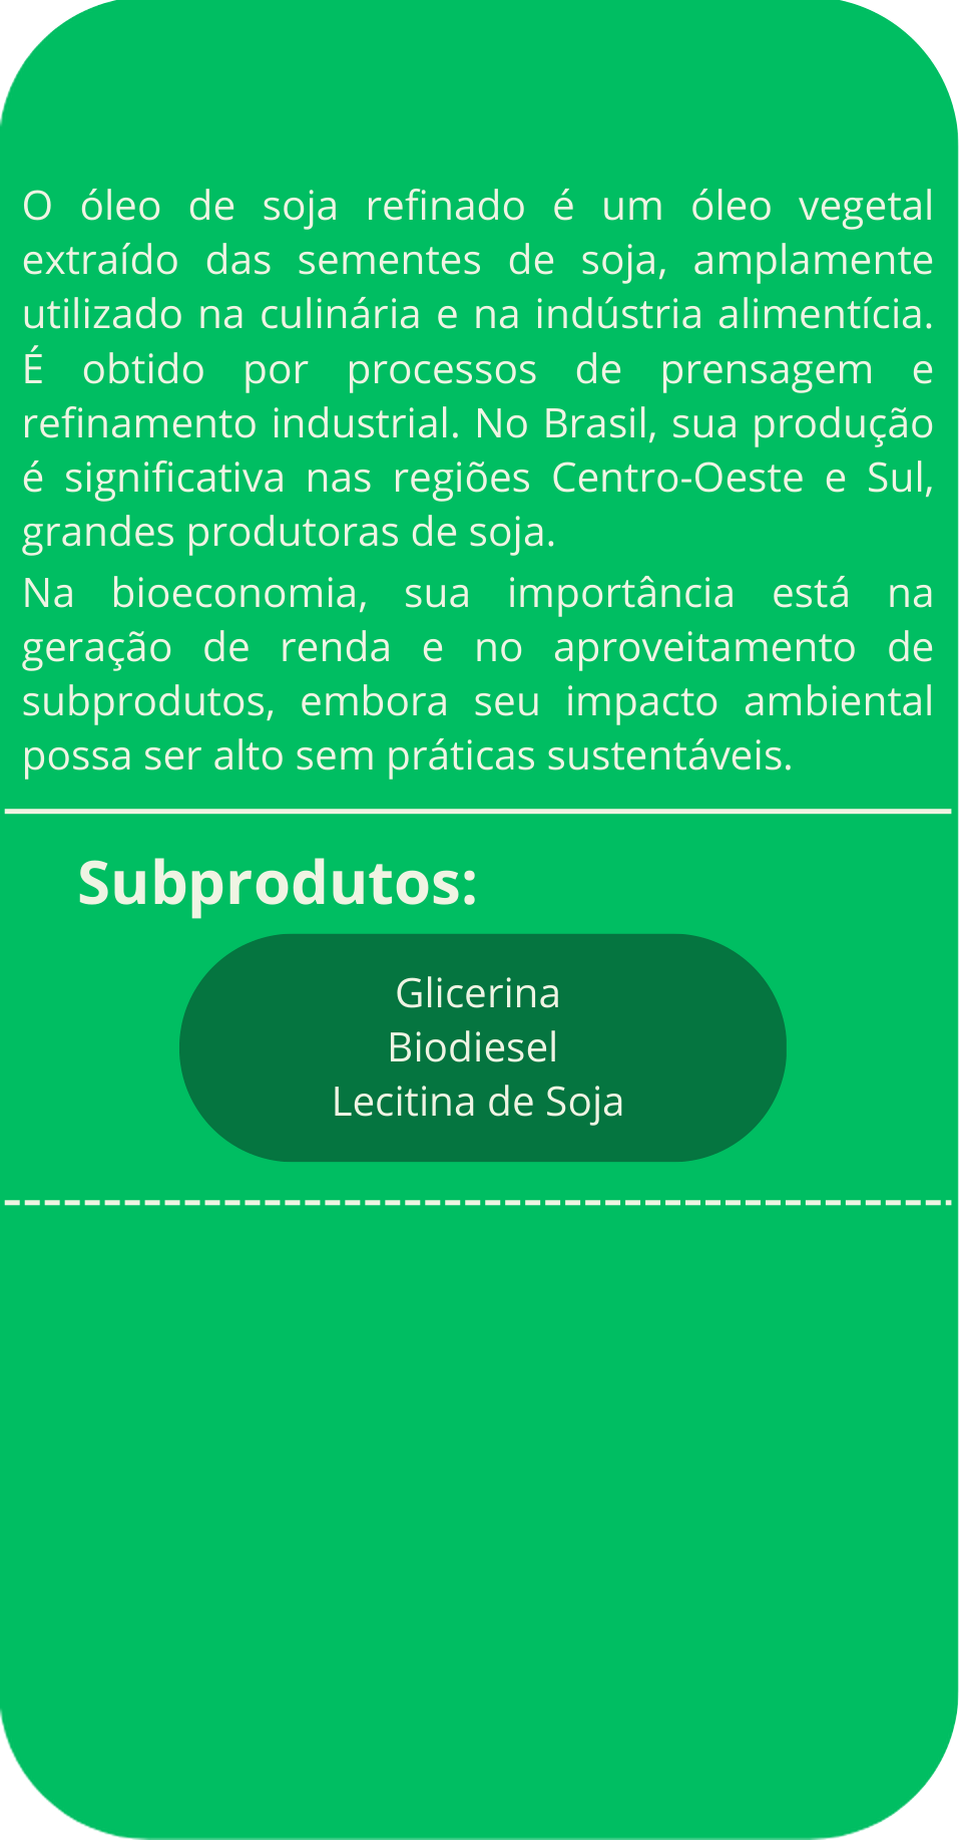 O óleo de soja refinado é um óleo vegetal
extraído das sementes de soja, amplamente
utilizado na culinária e na indústria alimentícia.
É obtido por processos de prensagem e
refinamento industrial. No Brasil, sua produção
é significativa nas regiões Centro-Oeste e Sul,
grandes produtoras de soja.
Na bioeconomia, sua importância está na
geração de renda e no aproveitamento de
subprodutos, embora seu impacto ambiental
possa ser alto sem práticas sustentáveis.
Subprodutos:
Glicerina
Biodiesel
Lecitina de Soja